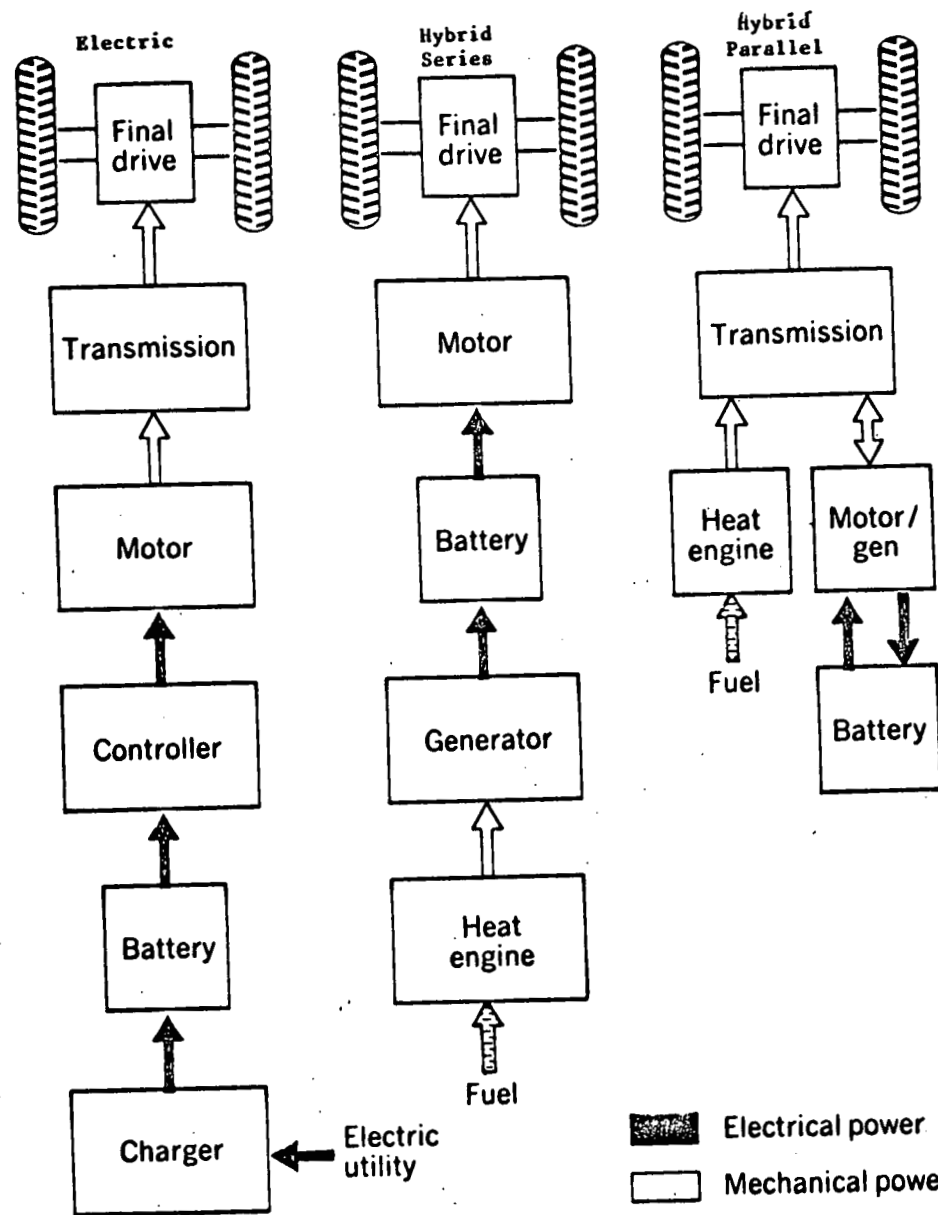 Electric
Final
drive
Transmission
Motor
Controller
Battery
Charger
Electric
utility
Hybrid
Series
Final
drive
Motor
Battery
Generator
Heat
engine
Fuel
Hybrid
Parallel
Final
drive
Transmission
Heat
engine
Fuel
Motor/
gen
Battery
Electrical power
Mechanical powe